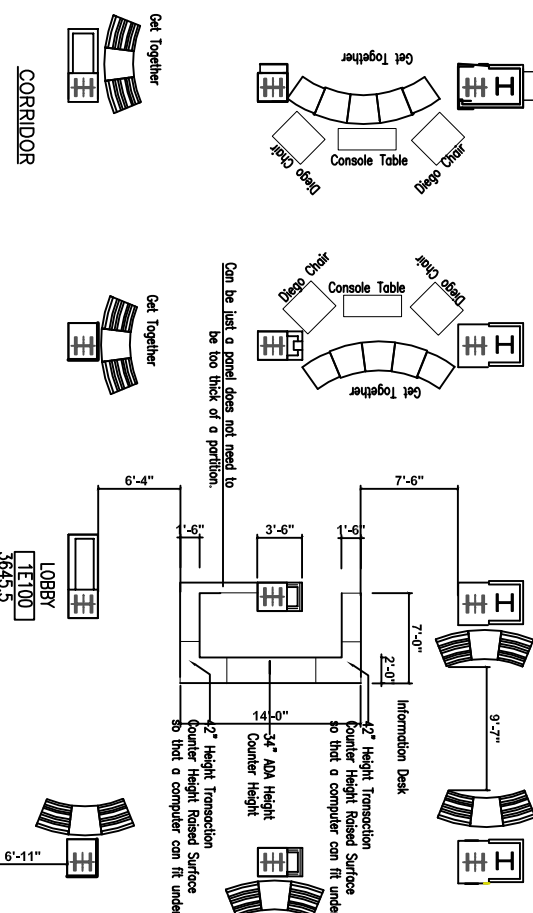 Get Together
CORRIDOR
Get Together
Diego Chair
Console Table
Diego Chair
H
Get Together
Can be just a panel does not need to
be too thick of a partition.
Diego Chair
Console Table
Diego Chair
Get Together
H
6'-4"
7'-6"
1'-6"
3'-6"
1'-6"
LOBBY
1E100
3645.5
7'-0"
2'-0"
14'-0"
H
9'-7"
Information Desk
42" Height Transaction
Counter Height Raised Surface
so that a computer can fit under
34" ADA Height
Counter Height
42" Height Transaction
Counter Height Raised Surface
so that a computer can fit under
6'-11"
H